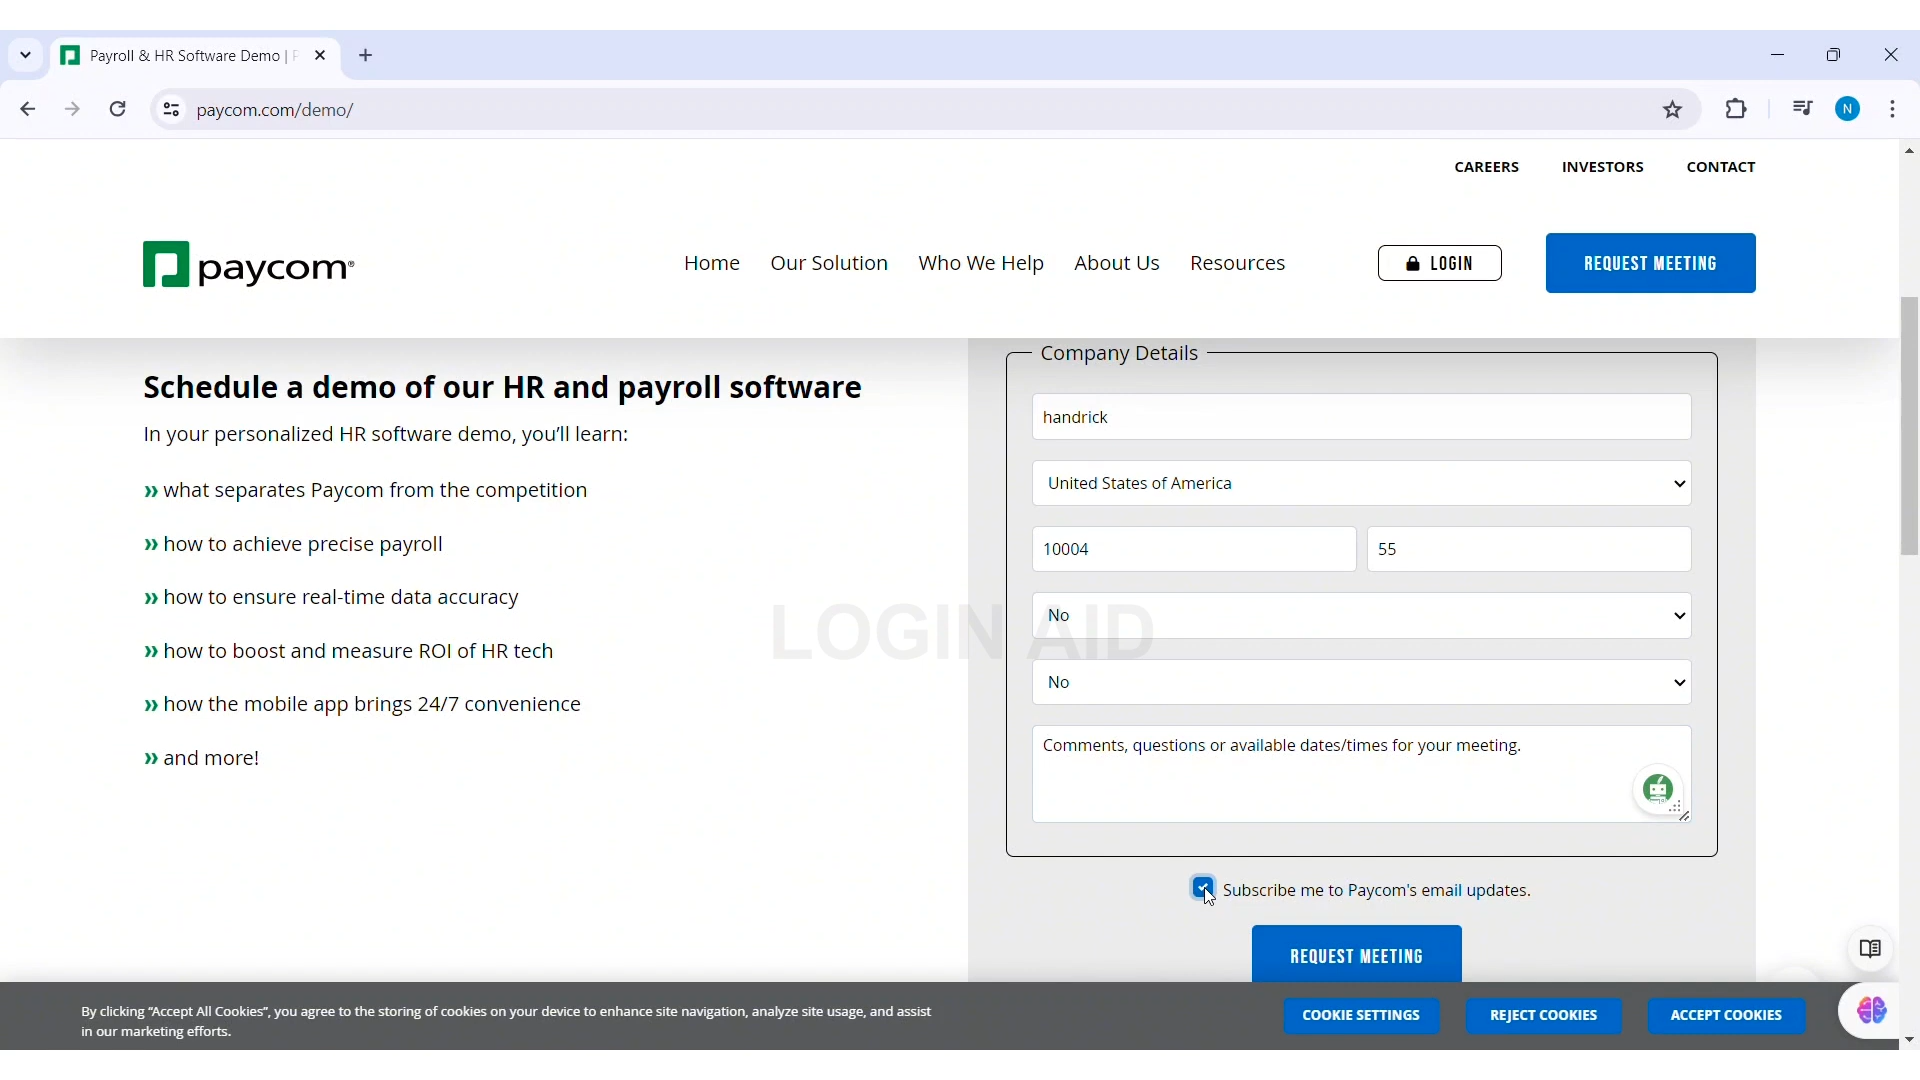 Payroll & HR Software Demo | P
paycom.com/demo/
N
CAREERS INVESTORS CONTACT
paycom®
Home Our Solution Who We Help About Us Resources
LOGIN
REQUEST MEETING
Schedule a demo of our HR and payroll software
In your personalized HR software demo, you'll learn:
» what separates Paycom from the competition
» how to achieve precise payroll
» how to ensure real-time data accuracy
» how to boost and measure ROI of HR tech
» how the mobile app brings 24/7 convenience
» and more!
Company Details
handrick
United States of America
10004 55
No
No
Comments, questions or available dates/times for your meeting.
Subscribe me to Paycom's email updates.
REQUEST MEETING
LOGIN AID
By clicking "Accept All Cookies", you agree to the storing of cookies on your device to enhance site navigation, analyze site usage, and assist
in our marketing efforts.
COOKIE SETTINGS REJECT COOKIES ACCEPT COOKIES